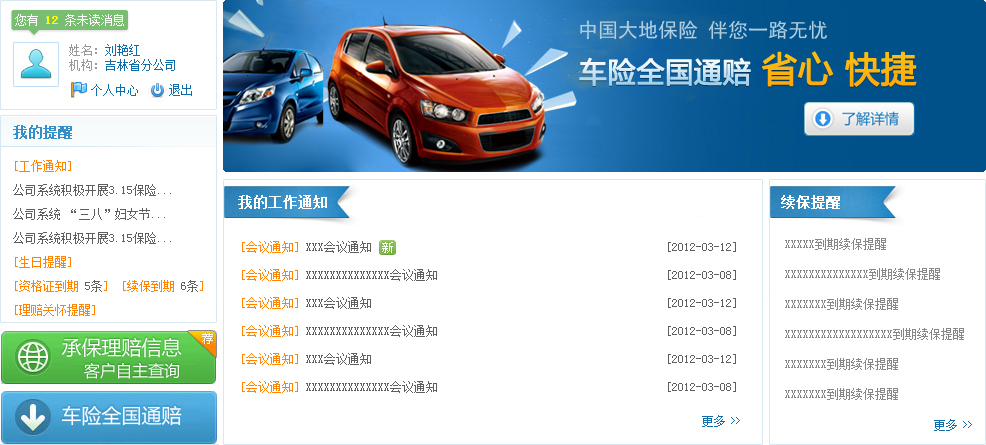 您有 12 条未读消息
姓名：刘艳红
机构：吉林省分公司
个人中心 退出
我的提醒
[工作通知]
公司系统积极开展3.15保险...
公司系统 “三八”妇女节...
公司系统积极开展3.15保险...
[生日提醒]
[资格证到期 5条] [续保到期 6条]
[理赔关怀提醒]
承保理赔信息 荐
客户自主查询
车险全国通赔
中国大地保险 伴您一路无忧
车险全国通赔 省心 快捷
了解详情
我的工作通知
[会议通知] XXX会议通知 新 [2012-03-12]
[会议通知] XXXXXXXXXXXXXX会议通知 [2012-03-08]
[会议通知] XXX会议通知 [2012-03-12]
[会议通知] XXXXXXXXXXXXXX会议通知 [2012-03-08]
[会议通知] XXX会议通知 [2012-03-12]
[会议通知] XXXXXXXXXXXXXX会议通知 [2012-03-08]
更多 >>
续保提醒
XXXXX到期续保提醒
XXXXXXXXXXXXXX到期续保提醒
XXXXXXX到期续保提醒
XXXXXXXXXXXXXXXXXX到期续保提醒
XXXXXXX到期续保提醒
XXXXXXX到期续保提醒
更多 >>